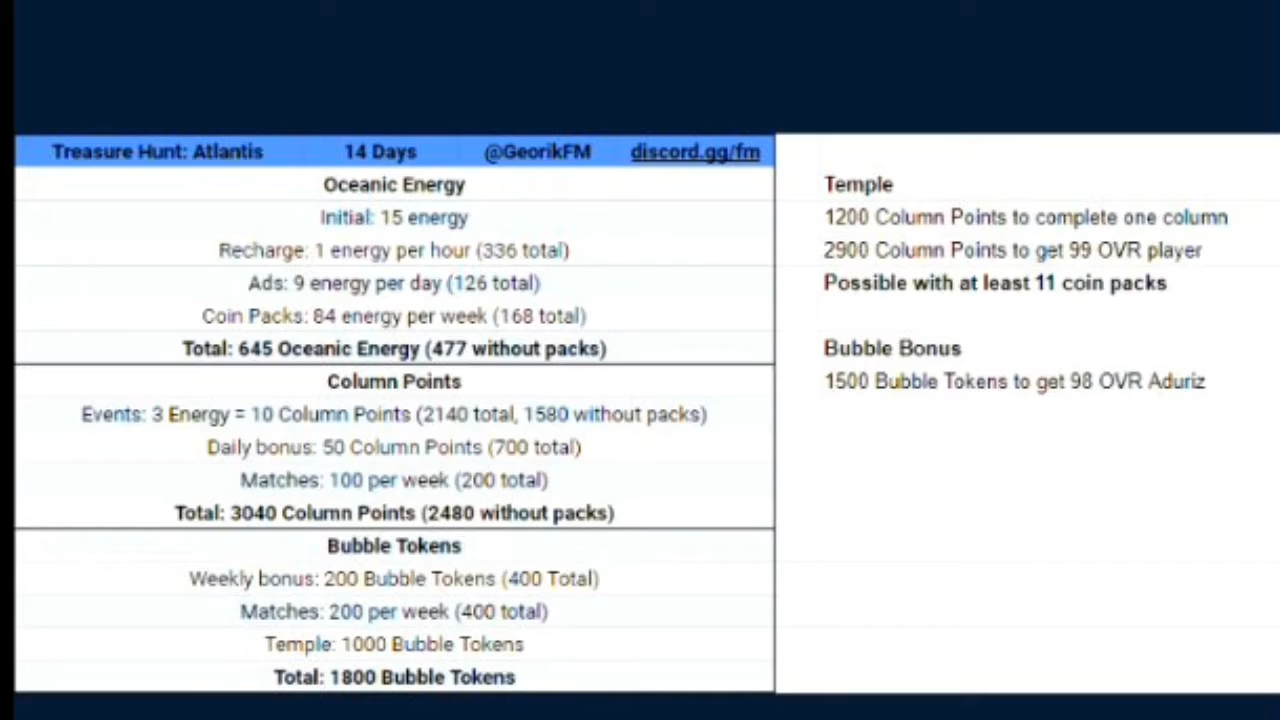 Treasure Hunt: Atlantis 14 Days @GeorikFM discord.gg/fm
Oceanic Energy
Initial: 15 energy
Recharge: 1 energy per hour (336 total)
Ads: 9 energy per day (126 total)
Coin Packs: 84 energy per week (168 total)
Total: 645 Oceanic Energy (477 without packs)
Column Points
Events: 3 Energy = 10 Column Points (2140 total, 1580 without packs)
Daily bonus: 50 Column Points (700 total)
Matches: 100 per week (200 total)
Total: 3040 Column Points (2480 without packs)
Bubble Tokens
Weekly bonus: 200 Bubble Tokens (400 Total)
Matches: 200 per week (400 total)
Temple: 1000 Bubble Tokens
Total: 1800 Bubble Tokens
Temple
1200 Column Points to complete one column
2900 Column Points to get 99 OVR player
Possible with at least 11 coin packs
Bubble Bonus
1500 Bubble Tokens to get 98 OVR Aduriz